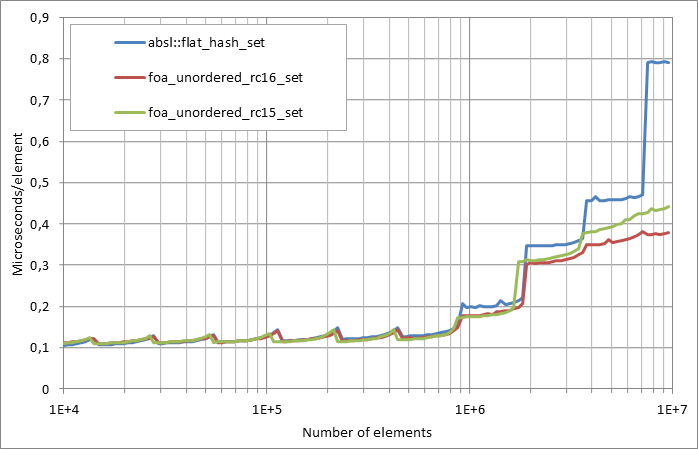 0,9
0,8
0,7
0,6
0,5
0,4
0,3
0,2
0,1
0
Microseconds/element
absl::flat_hash_set
foa_unordered_rc16_set
foa_unordered_rc15_set
1E+4 1E+5 1E+6 1E+7
Number of elements